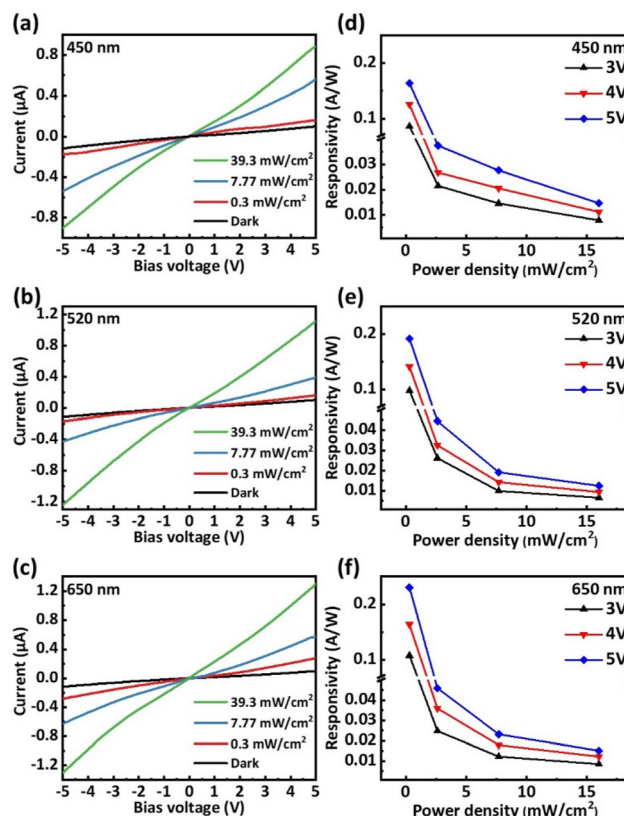 (a)
450 nm
Current (μA)
0.8
0.4
0.0
-0.4
-0.8
39.3 mW/cm²
7.77 mW/cm²
0.3 mW/cm²
Dark
-5 -4 -3 -2 -1 0 1 2 3 4 5
Bias voltage (V)
(d)
450 nm
3V
4V
5V
Responsivity (A/W)
0.2
0.1
0.03
0.02
0.01
0 5 10 15
Power density (mW/cm²)
(b)
520 nm
Current (μA)
1.2
0.8
0.4
0.0
-0.4
-0.8
-1.2
39.3 mW/cm²
7.77 mW/cm²
0.3 mW/cm²
Dark
-5 -4 -3 -2 -1 0 1 2 3 4 5
Bias voltage (V)
(e)
520 nm
3V
4V
5V
Responsivity (A/W)
0.2
0.1
0.04
0.03
0.02
0.01
0 5 10 15
Power density (mW/cm²)
(c)
650 nm
Current (μA)
1.2
0.8
0.4
0.0
-0.4
-0.8
-1.2
39.3 mW/cm²
7.77 mW/cm²
0.3 mW/cm²
Dark
-5 -4 -3 -2 -1 0 1 2 3 4 5
Bias voltage (V)
(f)
650 nm
3V
4V
5V
Responsivity (A/W)
0.2
0.1
0.04
0.03
0.02
0.01
0 5 10 15
Power density (mW/cm²)